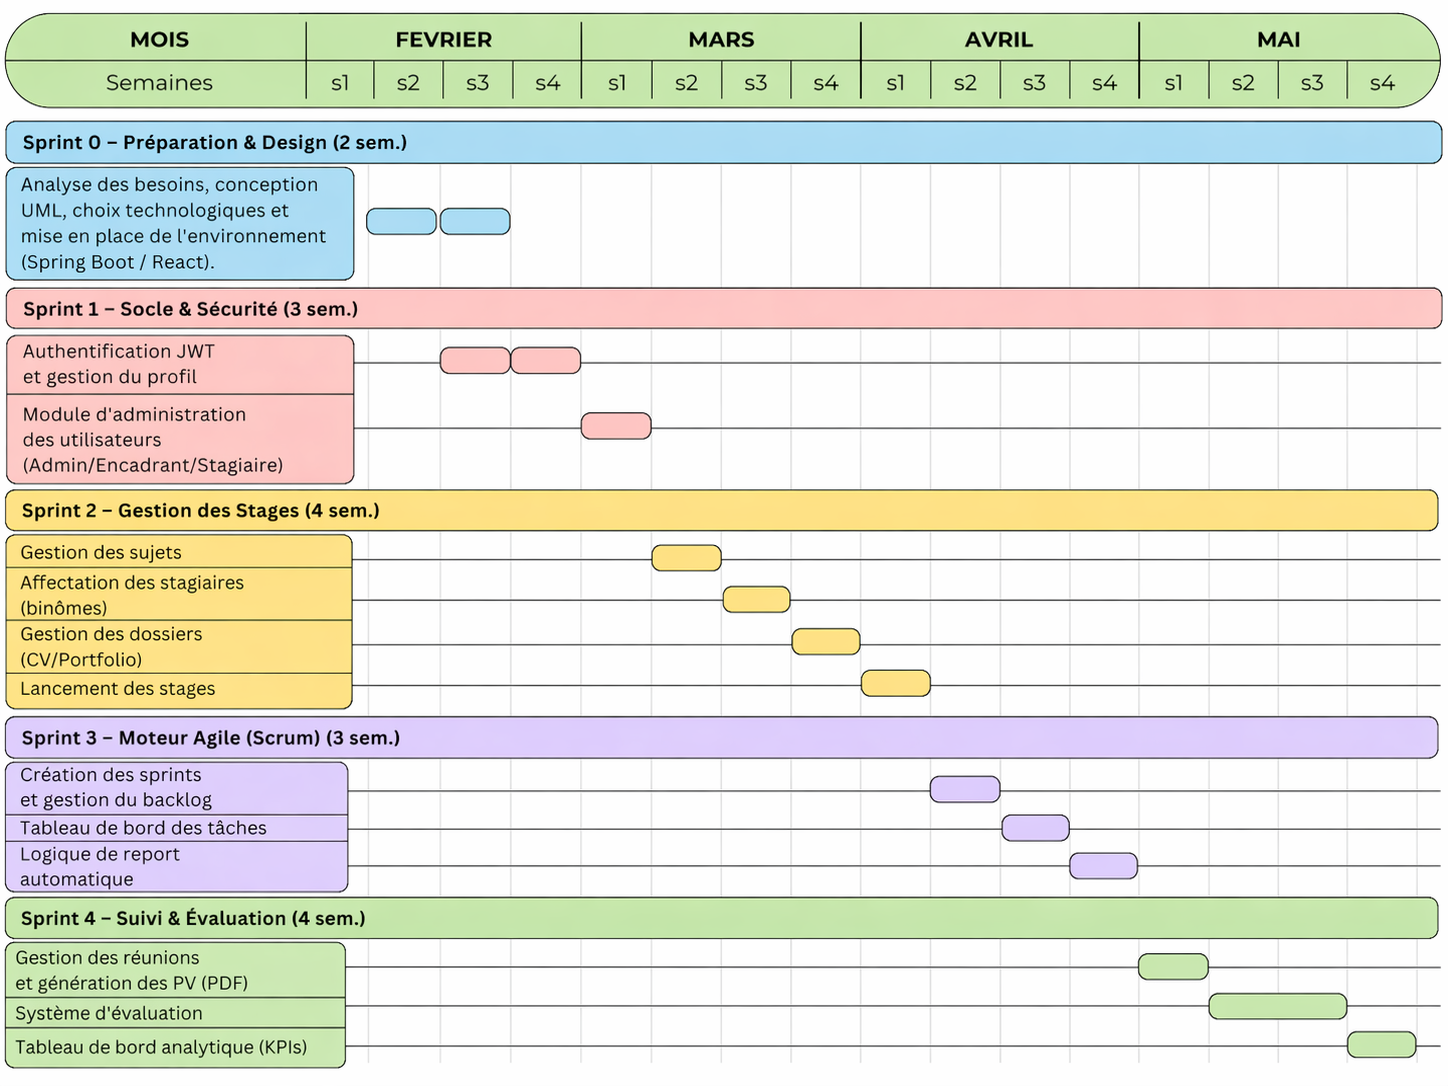 MOIS FEVRIER MARS AVRIL MAI
Semaines s1 s2 s3 s4 s1 s2 s3 s4 s1 s2 s3 s4 s1 s2 s3 s4
Sprint 0 – Préparation & Design (2 sem.)
Analyse des besoins, conception
UML, choix technologiques et
mise en place de l'environnement
(Spring Boot / React).
Sprint 1 – Socle & Sécurité (3 sem.)
Authentification JWT
et gestion du profil
Module d'administration
des utilisateurs
(Admin/Encadrant/Stagiaire)
Sprint 2 – Gestion des Stages (4 sem.)
Gestion des sujets
Affectation des stagiaires
(binômes)
Gestion des dossiers
(CV/Portfolio)
Lancement des stages
Sprint 3 – Moteur Agile (Scrum) (3 sem.)
Création des sprints
et gestion du backlog
Tableau de bord des tâches
Logique de report
automatique
Sprint 4 – Suivi & Évaluation (4 sem.)
Gestion des réunions
et génération des PV (PDF)
Système d'évaluation
Tableau de bord analytique (KPIs)